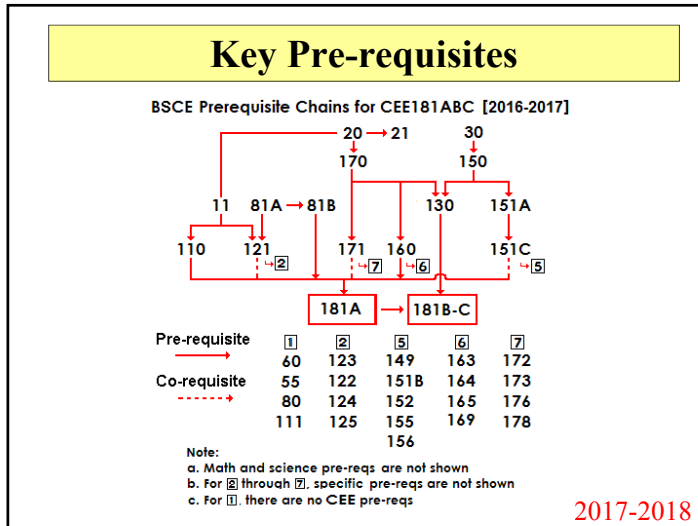 Key Pre-requisites
BSCE Prerequisite Chains for CEE181ABC [2016-2017]
20 21 30
170 150
11 81A 81B 130 151A
110 121 171 160 151C
2 7 6 5
181A 181B-C
Pre-requisite 1 2 5 6 7
60 123 149 163 172
Co-requisite 55 122 151B 164 173
80 124 152 165 176
111 125 155 169 178
156
Note:
a. Math and science pre-reqs are not shown
b. For 2 through 7, specific pre-reqs are not shown
c. For 1, there are no CEE pre-reqs
2017-2018